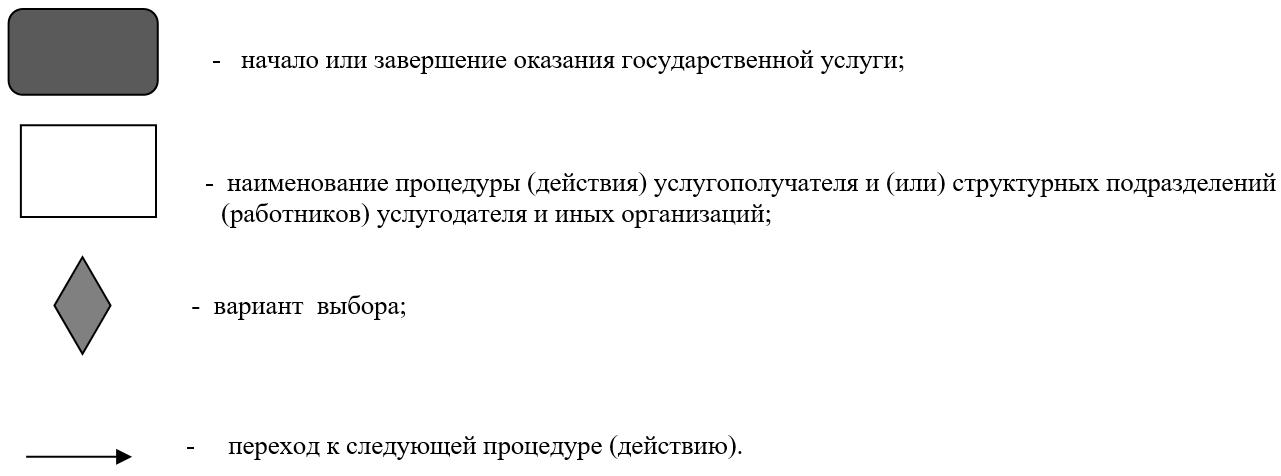 - начало или завершение оказания государственной услуги;
- наименование процедуры (действия) услугополучателя и (или) структурных подразделений
(работников) услугодателя и иных организаций;
- вариант выбора;
- переход к следующей процедуре (действию).